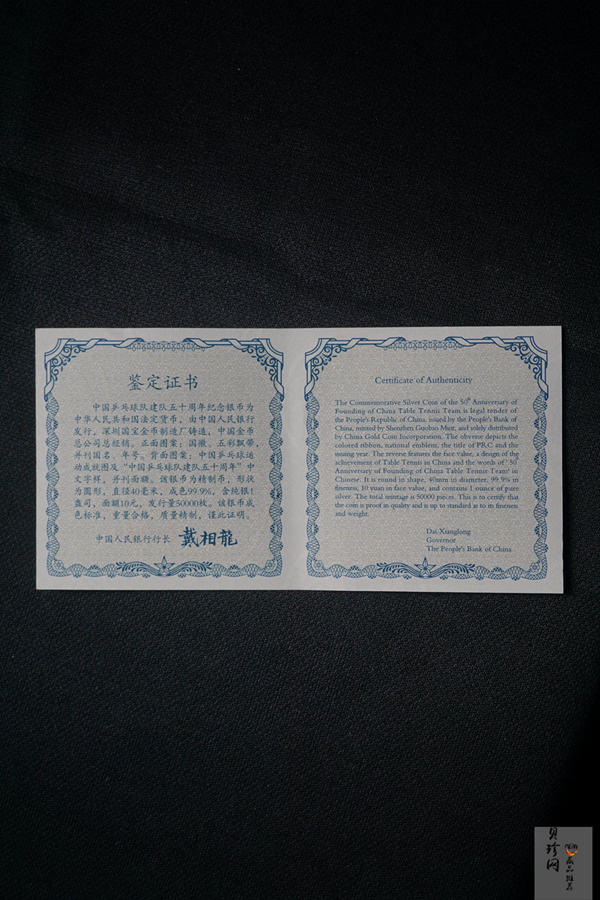 鉴定证书
中国乒乓球队建队五十周年纪念银币为
中华人民共和国法定货币，由中国人民银行
发行，深圳国宝金币制造厂铸造，中国金币
总公司总经销。正面图案：国徽、五彩飘带，
并刊国名、年号。背面图案：中国乒乓球运
动成就图及“中国乒乓球队建队五十周年”中
文字样，并刊面额。该银币为精制币，形状
为圆形，直径40毫米，成色99.9%，含纯银1
盎司，面额10元，发行量50000枚。该银币成
色标准，重量合格，质量精制，谨此证明。
中国人民银行行长 戴相龍
Certificate of Authenticity
The Commemorative Silver Coin of the 50th Anniversary of
Founding of China Table Tennis Team is legal tender of
the People's Republic of China, issued by the People's Bank of
China, minted by Shenzhen Guobao Mint, and solely distributed
by China Gold Coin Incorporation. The obverse depicts the
colored ribbon, national emblem, the title of PRC and the
issuing year. The reverse features the face value, a design of the
achievement of Table Tennis in China and the words of '50th
Anniversary of Founding of China Table Tennis Team' in
Chinese. It is round in shape, 40mm in diameter, 99.9% in
fineness, 10 yuan in face value, and contains 1 ounce of pure
silver. The total mintage is 50000 pieces. This is to certify that
the coin is proof in quality and is up to standard as to its fineness
and weight.
Dai Xianglong
Governor
The People's Bank of China
贝珍网
藏品推荐